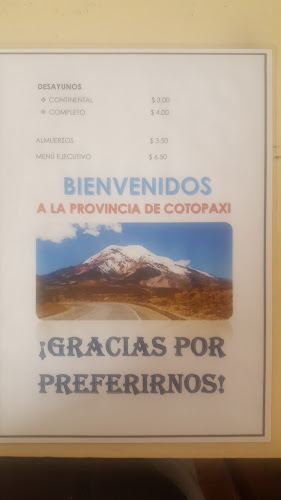 DESAYUNOS
❖ CONTINENTAL $ 3.00
❖ COMPLETO $ 4.00
ALMUERZOS $ 3.50
MENÚ EJECUTIVO $ 6.50
BIENVENIDOS
A LA PROVINCIA DE COTOPAXI
¡GRACIAS POR
PREFERIRNOS!